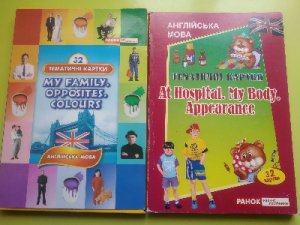 32
ТЕМАТИЧНІ КАРТКИ
MY FAMILY.
OPPOSITES.
COLOURS
АНГЛІЙСЬКА МОВА
АНГЛІЙСЬКА
МОВА
ТЕМАТИЧНІ КАРТКИ
At Hospital. My Body.
Appearance
32
картки
РАНОК